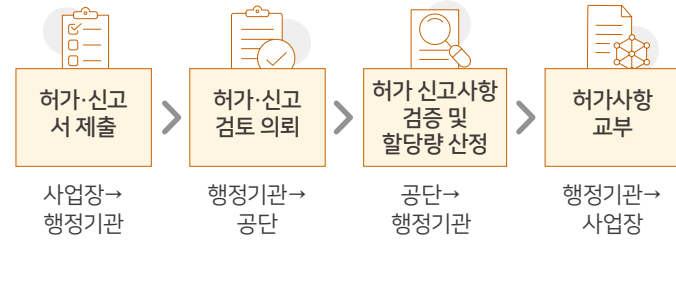 허가·신고
서 제출
허가·신고
검토 의뢰
허가 신고사항
검증 및
할당량 산정
허가사항
교부
사업장→
행정기관
행정기관→
공단
공단→
행정기관
행정기관→
사업장